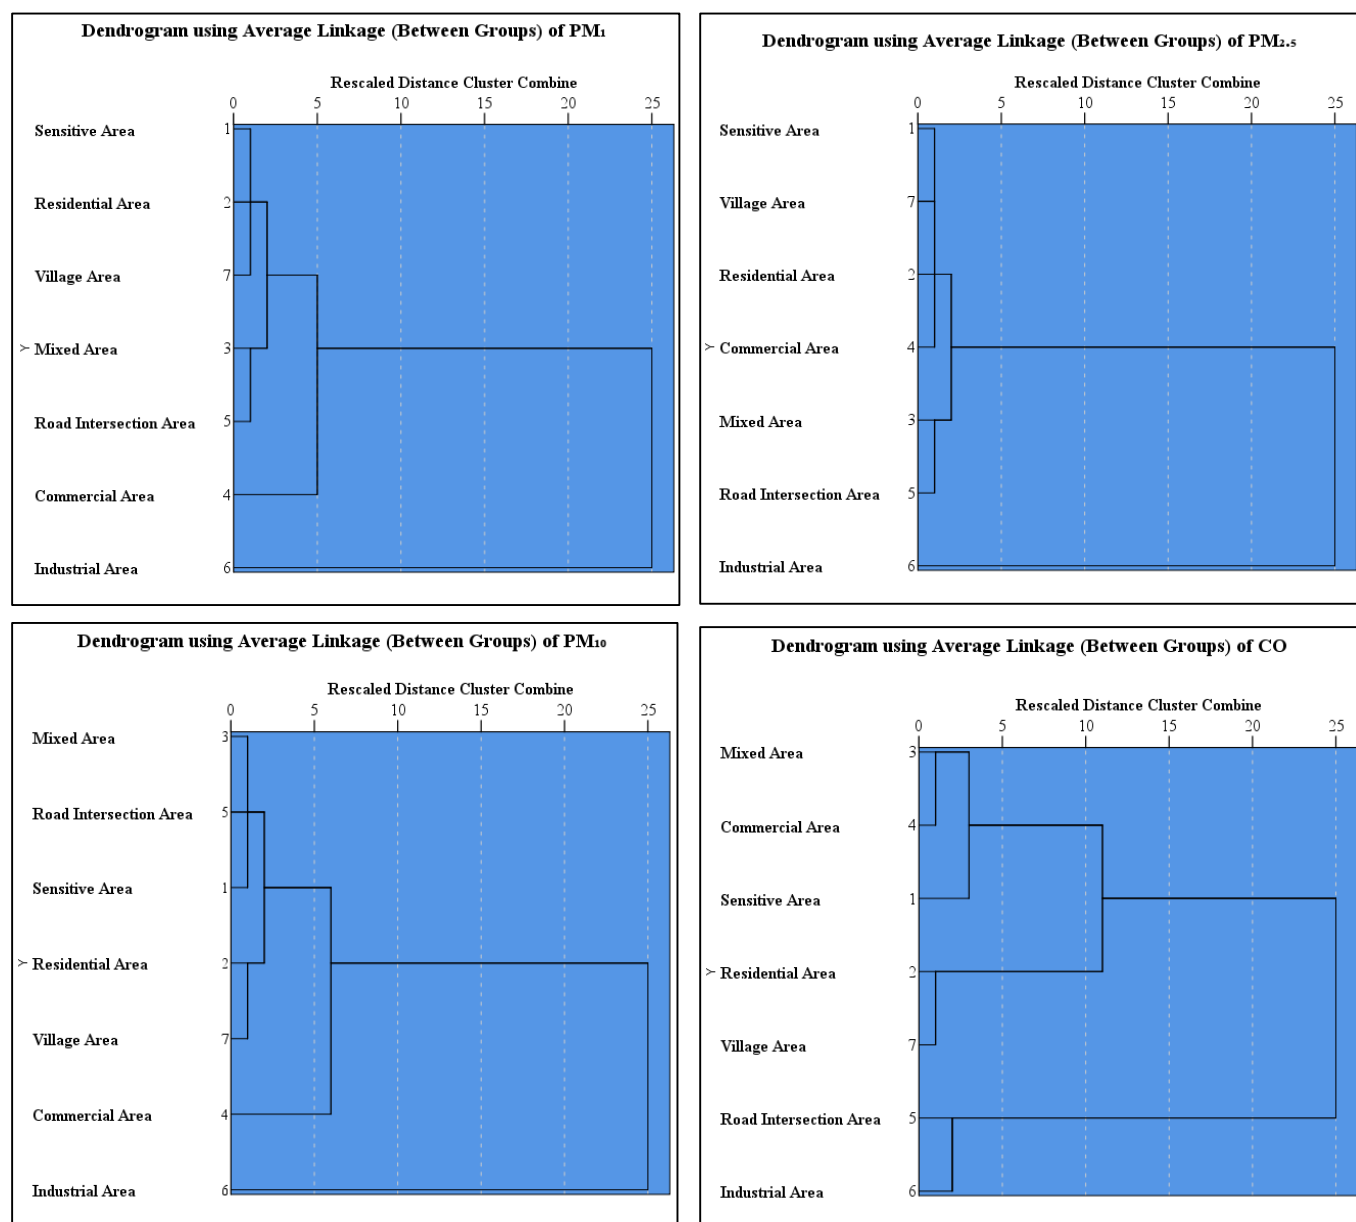 Dendrogram using Average Linkage (Between Groups) of PM₁
Rescaled Distance Cluster Combine
0 5 10 15 20 25
Sensitive Area 1
Residential Area 2
Village Area 7
Y Mixed Area 3
Road Intersection Area 5
Commercial Area 4
Industrial Area 6
Dendrogram using Average Linkage (Between Groups) of PM₂.₅
Rescaled Distance Cluster Combine
0 5 10 15 20 25
Sensitive Area 1
Village Area 7
Residential Area 2
Y Commercial Area 4
Mixed Area 3
Road Intersection Area 5
Industrial Area 6
Dendrogram using Average Linkage (Between Groups) of PM₁₀
Rescaled Distance Cluster Combine
0 5 10 15 20 25
Mixed Area 3
Road Intersection Area 5
Sensitive Area 1
Y Residential Area 2
Village Area 7
Commercial Area 4
Industrial Area 6
Dendrogram using Average Linkage (Between Groups) of CO
Rescaled Distance Cluster Combine
0 5 10 15 20 25
Mixed Area 3
Commercial Area 4
Sensitive Area 1
Y Residential Area 2
Village Area 7
Road Intersection Area 5
Industrial Area 6